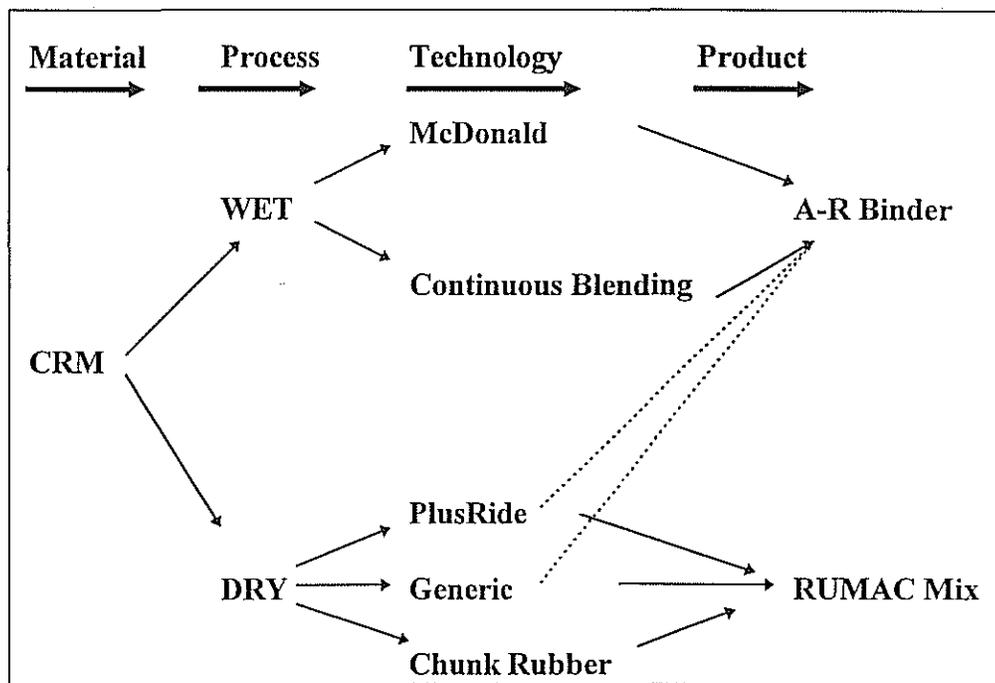 Material Process Technology Product
McDonald
WET A-R Binder
Continuous Blending
CRM
PlusRide
DRY Generic RUMAC Mix
Chunk Rubber